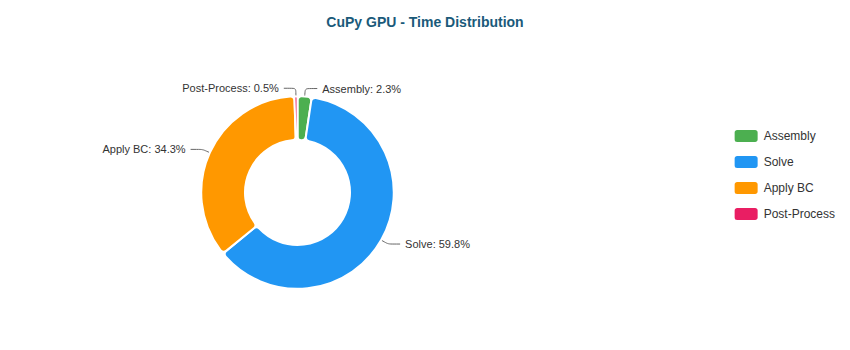 CuPy GPU - Time Distribution
Post-Process: 0.5%
Assembly: 2.3%
Apply BC: 34.3%
Solve: 59.8%
Assembly
Solve
Apply BC
Post-Process